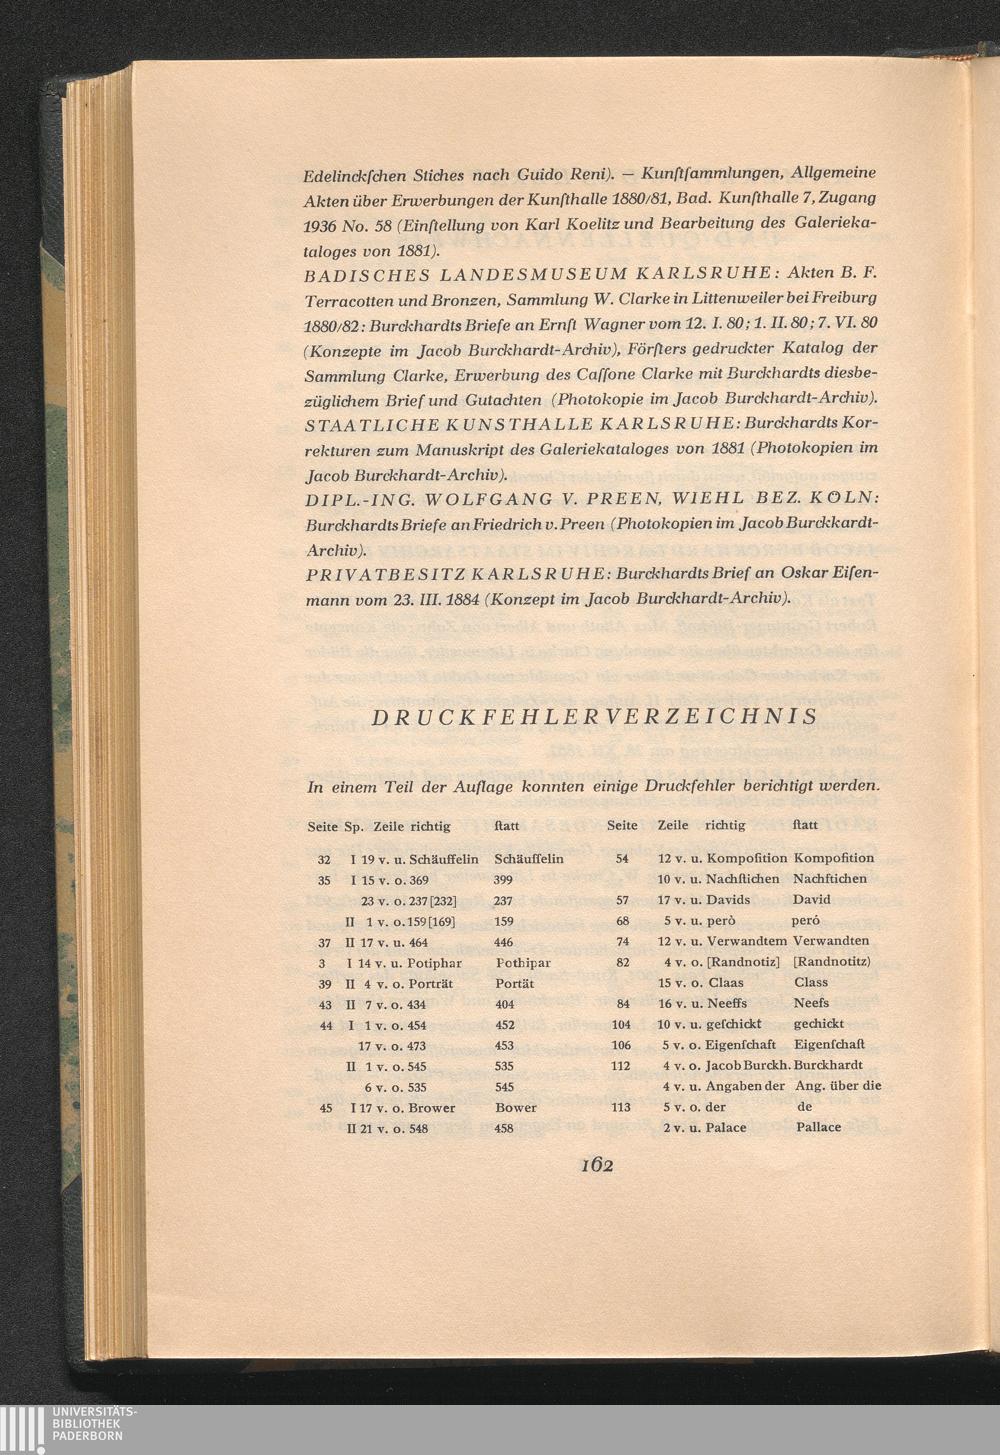 Edelinckſchen Stiches nach Guido Reni). — Kunſtſammlungen, Allgemeine
Akten über Erwerbungen der Kunſthalle 1880/81, Bad. Kunſthalle 7, Zugang
1936 No. 58 (Einſtellung von Karl Koelitz und Bearbeitung des Galerieka-
taloges von 1881).
BADISCHES LANDESMUSEUM KARLSRUHE: Akten B. F.
Terracotten und Bronzen, Sammlung W. Clarke in Littenweiler bei Freiburg
1880/82: Burckhardts Briefe an Ernſt Wagner vom 12. I. 80; 1. II. 80; 7. VI. 80
(Konzepte im Jacob Burckhardt-Archiv), Förſters gedruckter Katalog der
Sammlung Clarke, Erwerbung des Caſſone Clarke mit Burckhardts diesbe-
züglichem Brief und Gutachten (Photokopie im Jacob Burckhardt-Archiv).
STAATLICHE KUNSTHALLE KARLSRUHE: Burckhardts Kor-
rekturen zum Manuskript des Galeriekataloges von 1881 (Photokopien im
Jacob Burckhardt-Archiv).
DIPL.-ING. WOLFGANG V. PREEN, WIEHL BEZ. KÖLN:
Burckhardts Briefe an Friedrich v. Preen (Photokopien im Jacob Burckkardt-
Archiv).
PRIVATBESITZ KARLSRUHE: Burckhardts Brief an Oskar Eiſen-
mann vom 23. III. 1884 (Konzept im Jacob Burckhardt-Archiv).
DRUCKFEHLERVERZEICHNIS
In einem Teil der Auflage konnten einige Druckfehler berichtigt werden.
Seite Sp. Zeile richtig ſtatt
32 I 19 v. u. Schäuffelin Schäuffelin
35 I 15 v. o. 369 399
23 v. o. 237 [232] 237
II 1 v. o. 159 [169] 159
37 II 17 v. u. 464 446
3 I 14 v. u. Potiphar Pothipar
39 II 4 v. o. Porträt Portät
43 II 7 v. o. 434 404
44 I 1 v. o. 454 452
17 v. o. 473 453
II 1 v. o. 545 535
6 v. o. 535 545
45 I 17 v. o. Brower Bower
II 21 v. o. 548 458
Seite Zeile richtig ſtatt
54 12 v. u. Kompoſition Kompoſition
10 v. u. Nachſtichen Nachftichen
57 17 v. u. Davids David
68 5 v. u. però peró
74 12 v. u. Verwandtem Verwandten
82 4 v. o. [Randnotiz] [Randnotitz)
15 v. o. Claas Class
84 16 v. u. Neeffs Neefs
104 10 v. u. geſchickt gechickt
106 5 v. o. Eigenſchaft Eigenſchaft
112 4 v. o. Jacob Burckh. Burckhardt
4 v. u. Angaben der Ang. über die
113 5 v. o. der de
2 v. u. Palace Pallace
162
UNIVERSITÄTS-
BIBLIOTHEK
PADERBORN